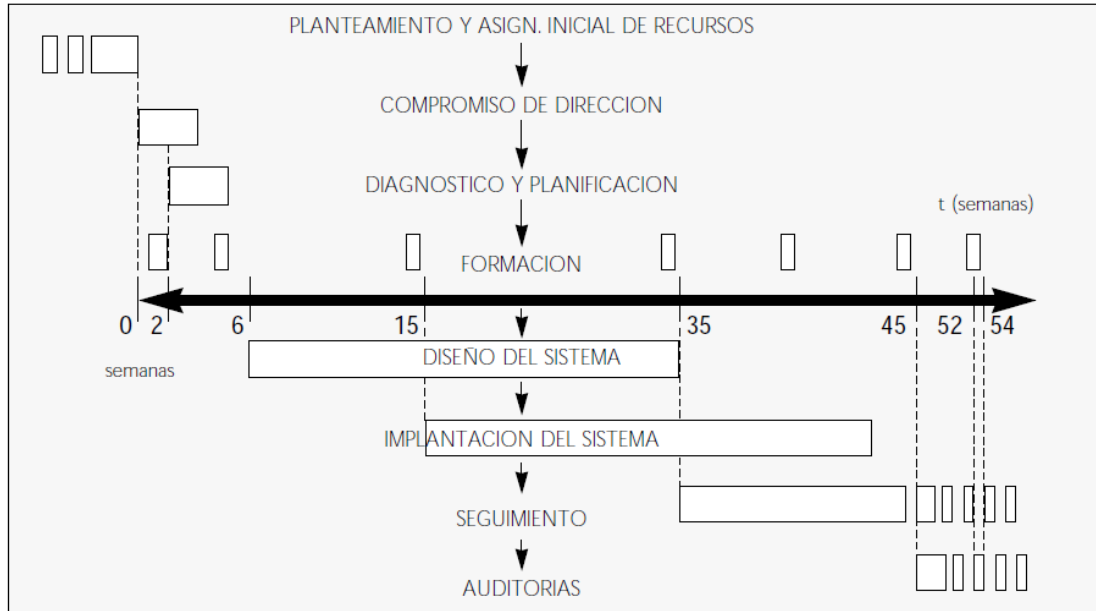 PLANTEAMIENTO Y ASIGN. INICIAL DE RECURSOS
COMPROMISO DE DIRECCION
DIAGNOSTICO Y PLANIFICACION
t (semanas)
FORMACION
0 2 6 15 35 45 52 54
semanas
DISEÑO DEL SISTEMA
IMPLANTACION DEL SISTEMA
SEGUIMIENTO
AUDITORIAS